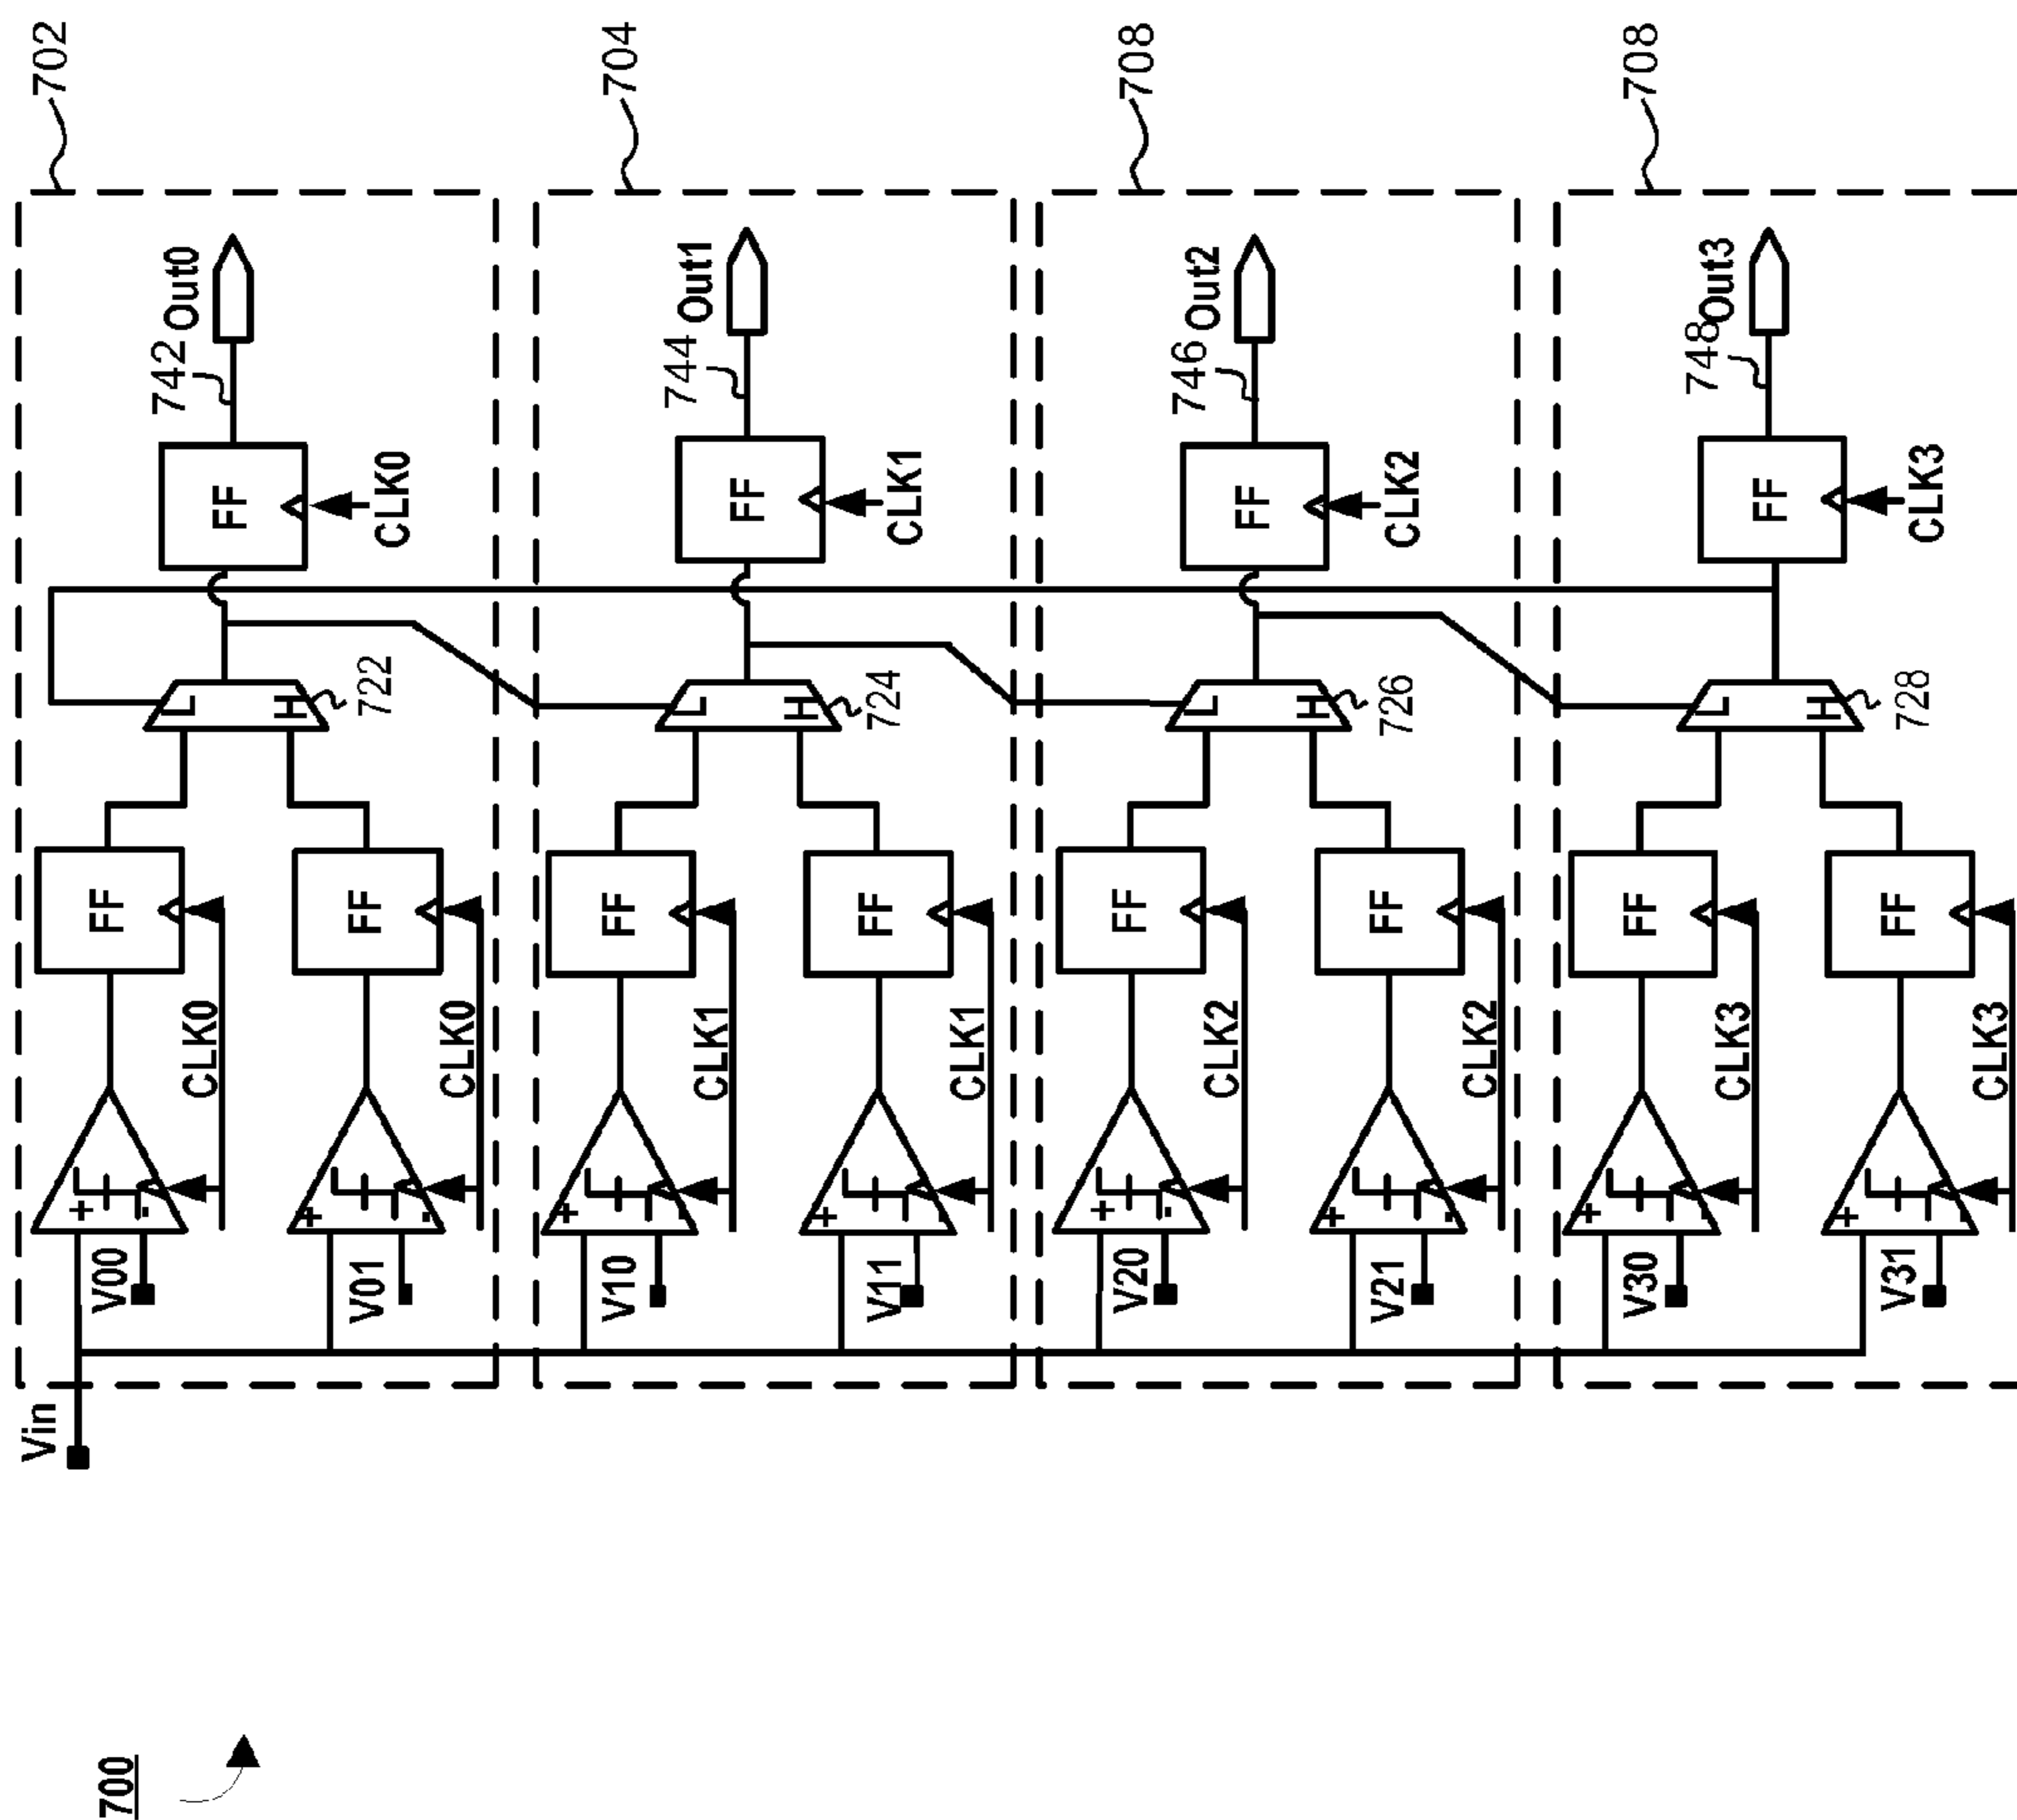 700
Vin
702
V00
+
-
CLK0
FF
L
H
722
FF
CLK0
742
Out0
V01
+
-
CLK0
FF
704
V10
+
-
CLK1
FF
L
H
724
FF
CLK1
744
Out1
V11
+
-
CLK1
FF
708
V20
+
-
CLK2
FF
L
H
726
FF
CLK2
746
Out2
V21
+
-
CLK2
FF
708
V30
+
-
CLK3
FF
L
H
728
FF
CLK3
748
Out3
V31
+
-
CLK3
FF